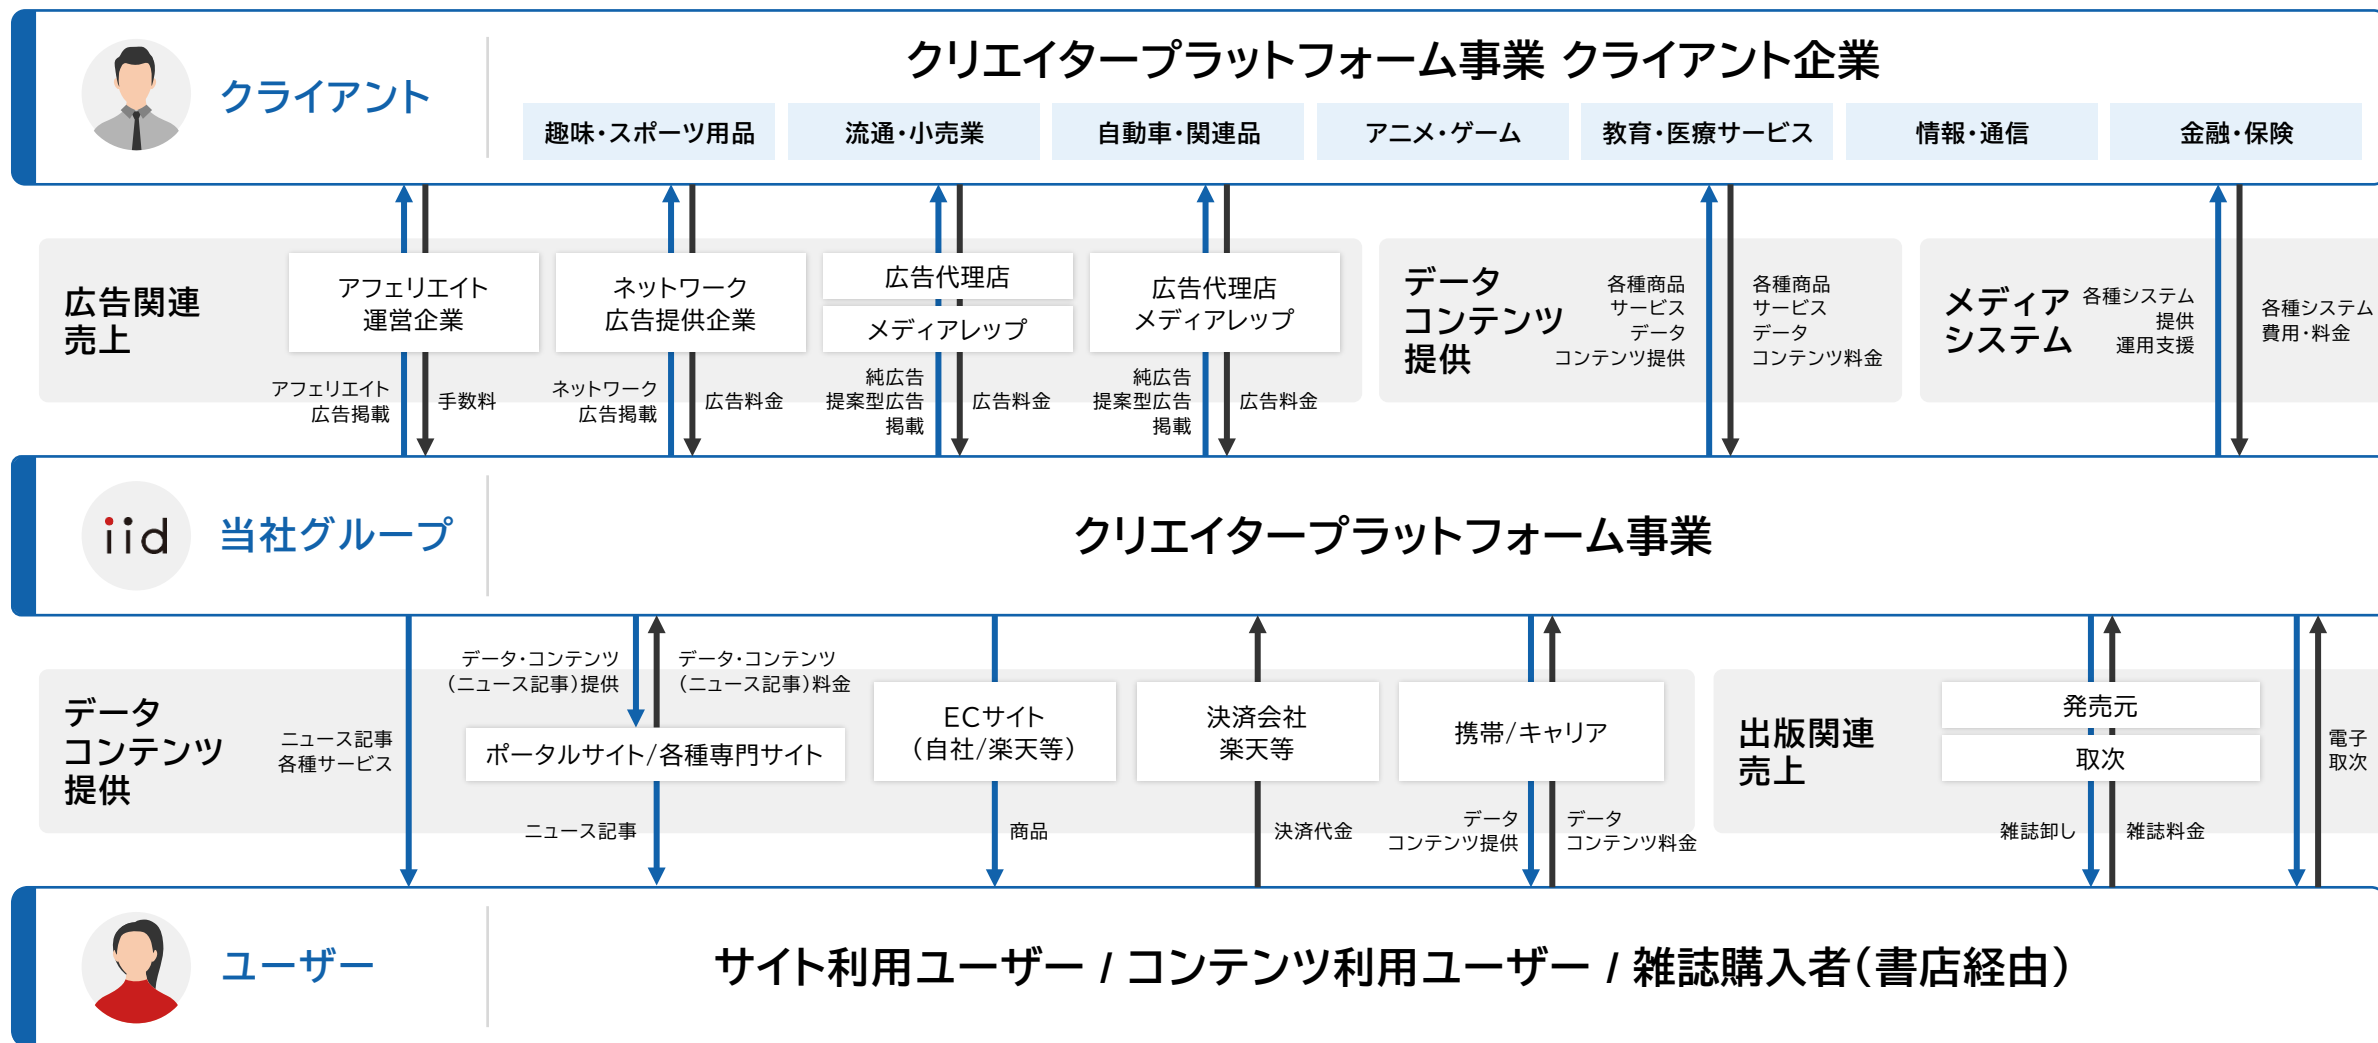 クライアント
クリエイタープラットフォーム事業 クライアント企業
趣味・スポーツ用品
流通・小売業
自動車・関連品
アニメ・ゲーム
教育・医療サービス
情報・通信
金融・保険
広告関連
売上
アフェリエイト
運営企業
アフェリエイト
広告掲載
手数料
ネットワーク
広告提供企業
ネットワーク
広告掲載
広告料金
広告代理店
メディアレップ
純広告
提案型広告
掲載
広告料金
広告代理店
メディアレップ
純広告
提案型広告
掲載
広告料金
データ
コンテンツ
提供
各種商品
サービス
データ
コンテンツ提供
各種商品
サービス
データ
コンテンツ料金
メディア
システム
各種システム
提供
運用支援
各種システム
費用・料金
iid
当社グループ
クリエイタープラットフォーム事業
データ
コンテンツ
提供
ニュース記事
各種サービス
データ・コンテンツ
（ニュース記事）提供
データ・コンテンツ
（ニュース記事）料金
ポータルサイト/各種専門サイト
ニュース記事
ECサイト
（自社/楽天等）
商品
決済会社
楽天等
決済代金
携帯/キャリア
データ
コンテンツ提供
データ
コンテンツ料金
出版関連
売上
発売元
取次
雑誌卸し
雑誌料金
電子
取次
ユーザー
サイト利用ユーザー / コンテンツ利用ユーザー / 雑誌購入者（書店経由）